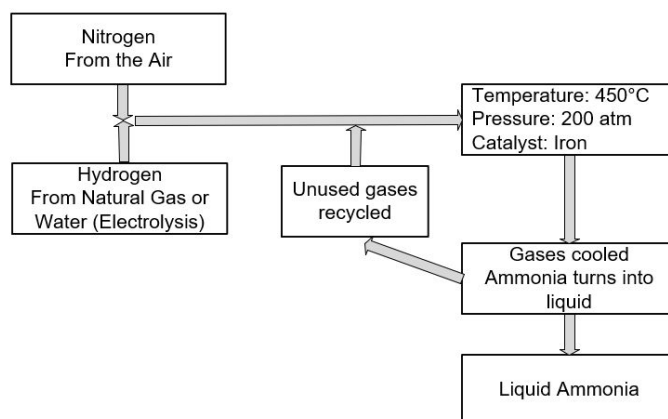 Nitrogen
From the Air
Temperature: 450°C
Pressure: 200 atm
Catalyst: Iron
Hydrogen
From Natural Gas or
Water (Electrolysis)
Unused gases
recycled
Gases cooled
Ammonia turns into
liquid
Liquid Ammonia